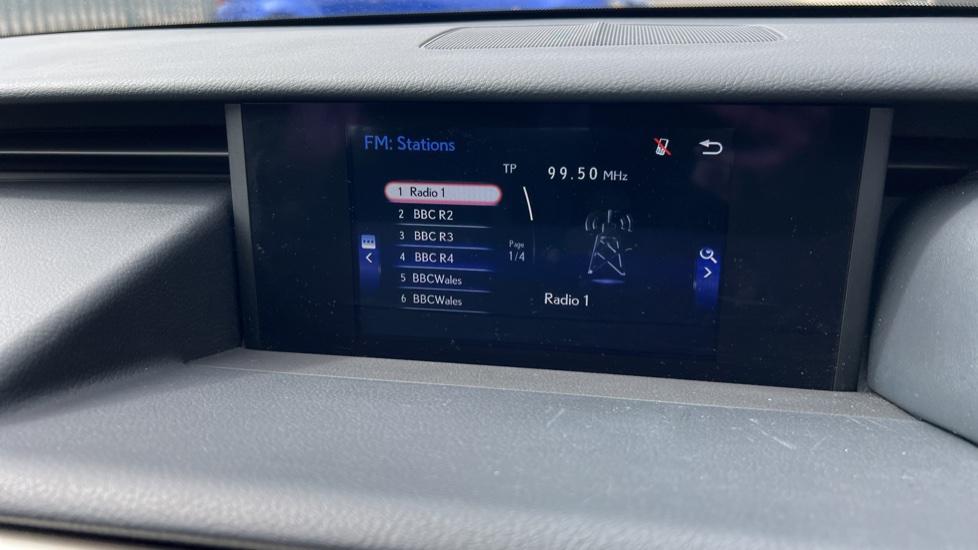 FM: Stations
TP 99.50 MHz
1 Radio 1
2 BBC R2
3 BBC R3
4 BBC R4
5 BBCWales
6 BBCWales
Page
1/4
Radio 1